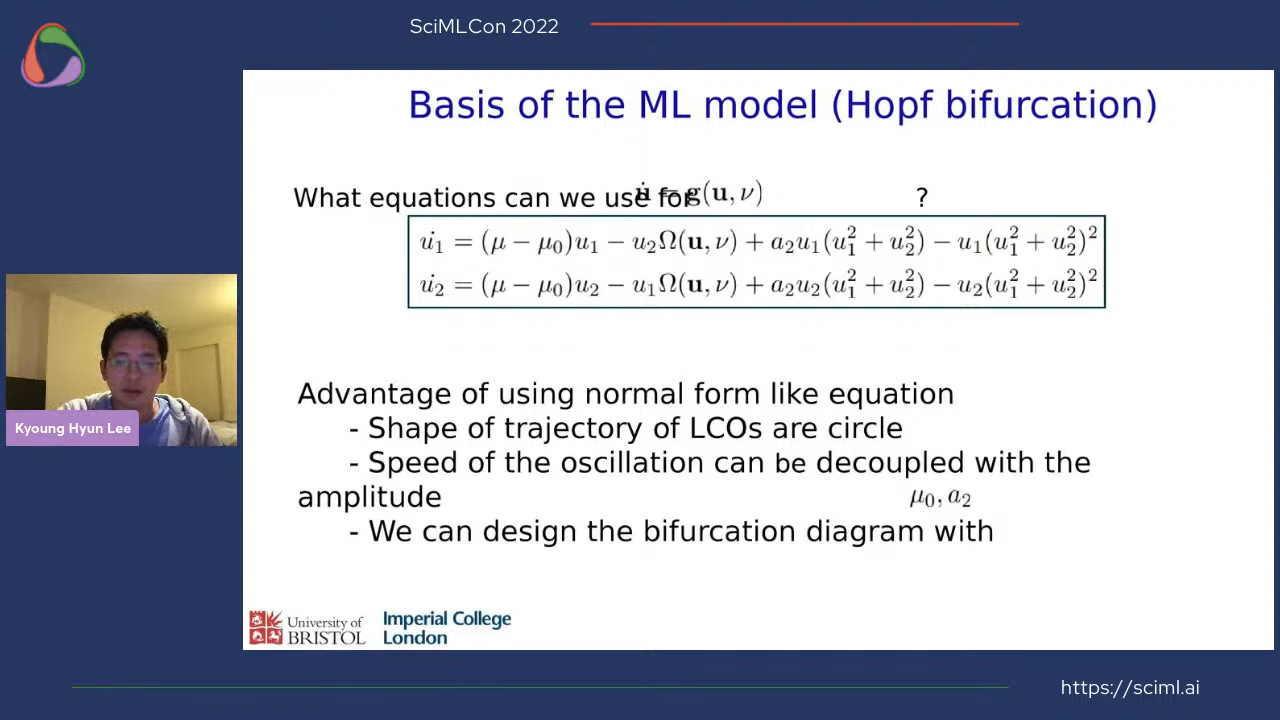 SciMLCon 2022
Basis of the ML model (Hopf bifurcation)
What equations can we use for u̇ = g(u, ν) ?
u̇₁ = (μ − μ₀)u₁ − u₂Ω(u, ν) + a₂u₁(u₁² + u₂²) − u₁(u₁² + u₂²)²
u̇₂ = (μ − μ₀)u₂ − u₁Ω(u, ν) + a₂u₂(u₁² + u₂²) − u₂(u₁² + u₂²)²
Advantage of using normal form like equation
- Shape of trajectory of LCOs are circle
- Speed of the oscillation can be decoupled with the
amplitude
μ₀, a₂
- We can design the bifurcation diagram with
Kyoung Hyun Lee
University of
BRISTOL
Imperial College
London
https://sciml.ai